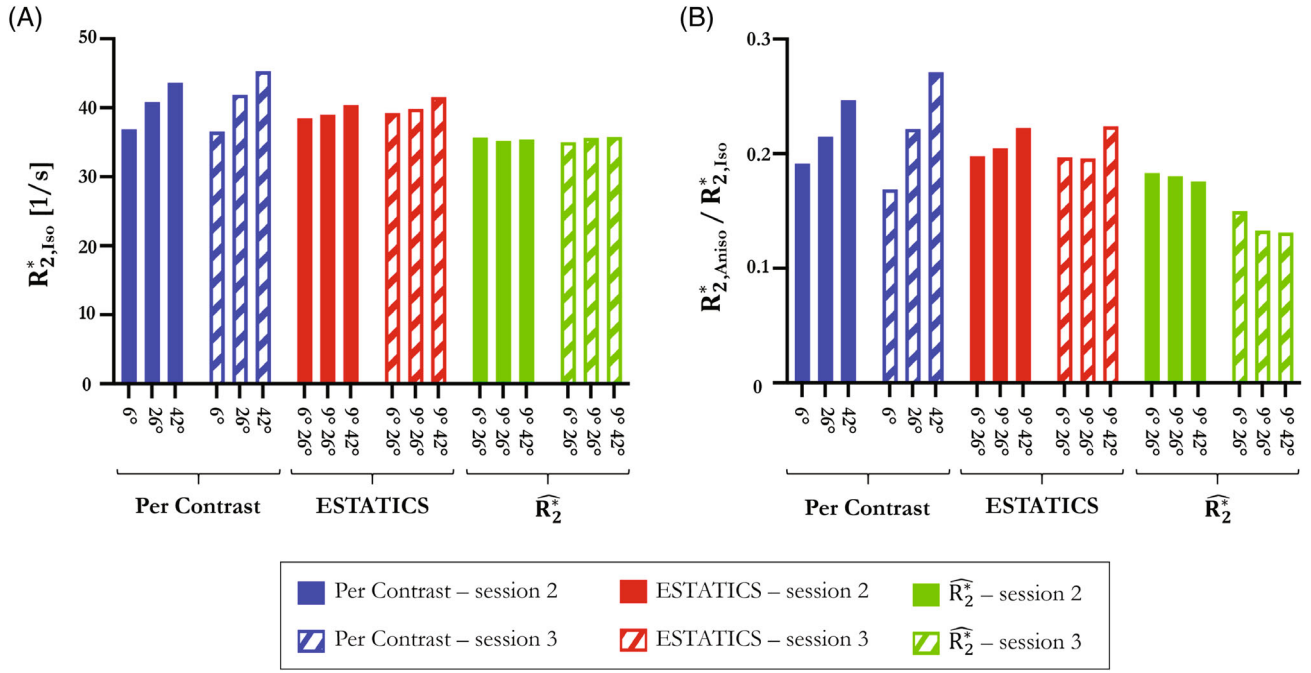 (A)
R*2,Iso [1/s]
50
40
30
20
10
0
6°
26°
42°
6°
26°
42°
6° 26°
9° 26°
9° 42°
6° 26°
9° 26°
9° 42°
6° 26°
9° 26°
9° 42°
6° 26°
9° 26°
9° 42°
Per Contrast
ESTATICS
R̂*2
(B)
R*2,Aniso / R*2,Iso
0.3
0.2
0.1
0
6°
26°
42°
6°
26°
42°
6° 26°
9° 26°
9° 42°
6° 26°
9° 26°
9° 42°
6° 26°
9° 26°
9° 42°
6° 26°
9° 26°
9° 42°
Per Contrast
ESTATICS
R̂*2
Per Contrast – session 2
ESTATICS – session 2
R̂*2 – session 2
Per Contrast – session 3
ESTATICS – session 3
R̂*2 – session 3